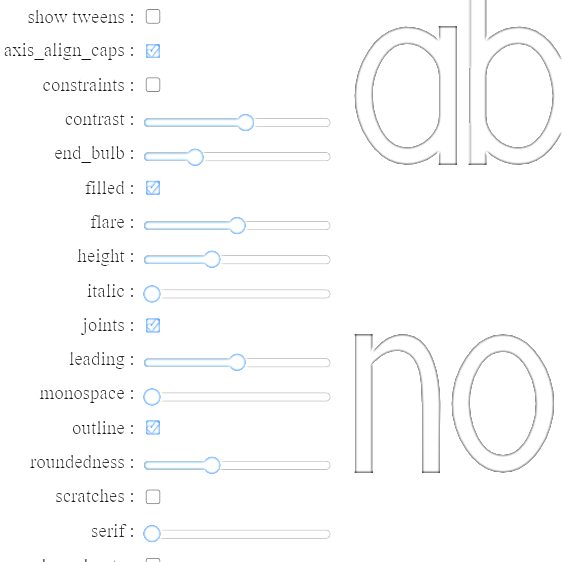 show tweens :
axis_align_caps :
constraints :
contrast :
end_bulb :
filled :
flare :
height :
italic :
joints :
leading :
monospace :
outline :
roundedness :
scratches :
serif :
ab
no